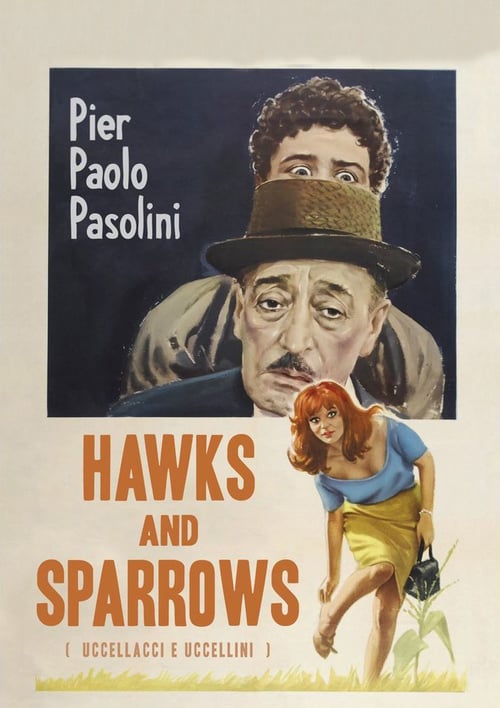 Pier
Paolo
Pasolini
HAWKS
AND
SPARROWS
( UCCELLACCI E UCCELLINI )